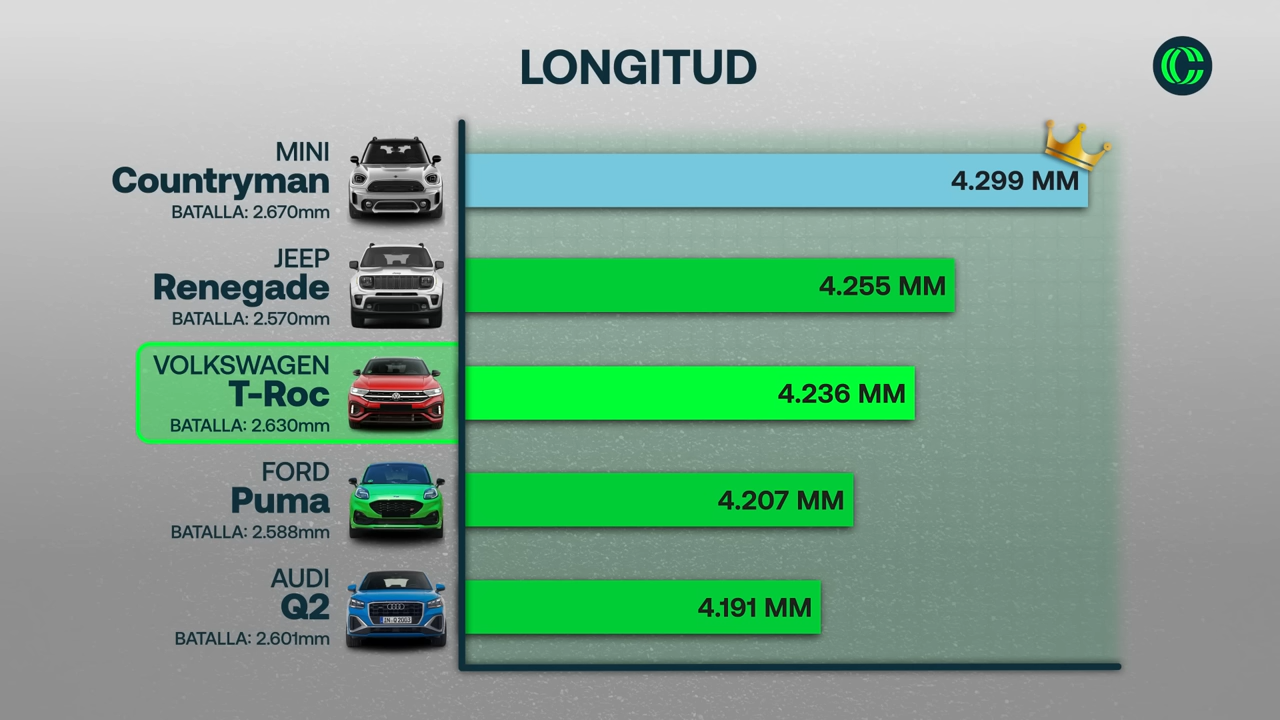 LONGITUD
MINI
Countryman
BATALLA: 2.670mm
4.299 MM
JEEP
Renegade
BATALLA: 2.570mm
4.255 MM
VOLKSWAGEN
T-Roc
BATALLA: 2.630mm
4.236 MM
FORD
Puma
BATALLA: 2.588mm
4.207 MM
AUDI
Q2
BATALLA: 2.601mm
4.191 MM